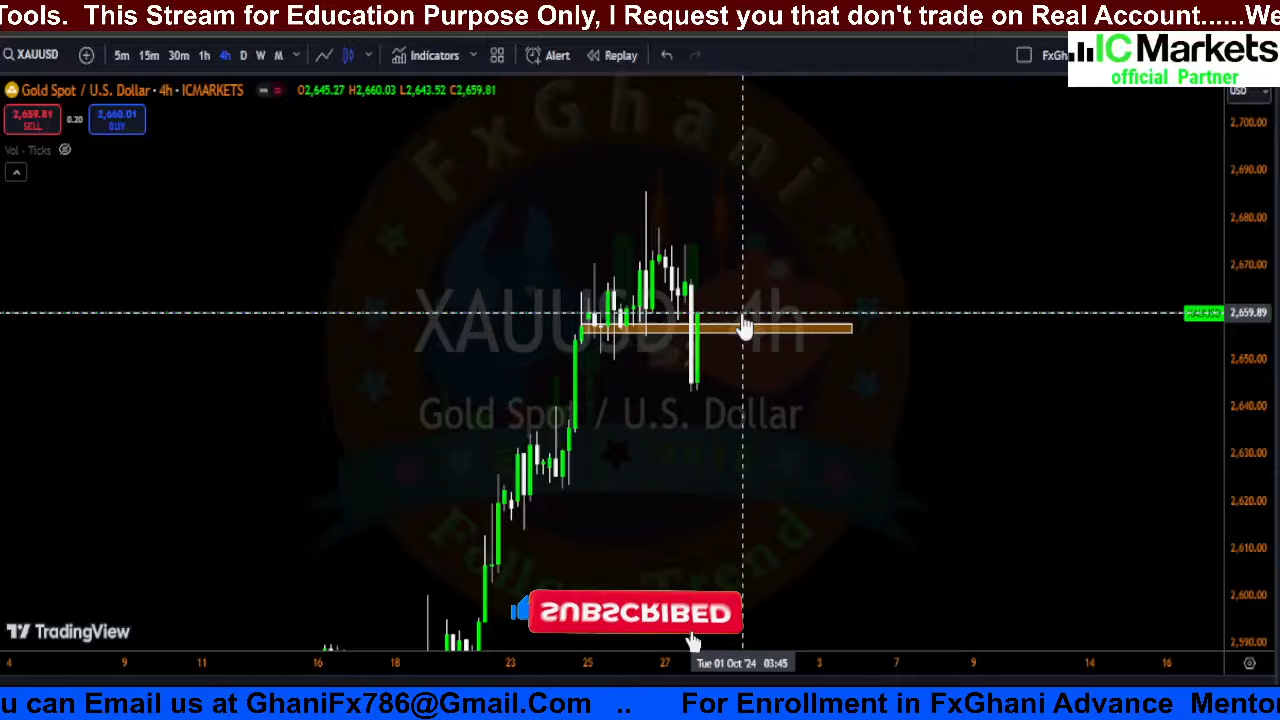 Tools.  This Stream for Education Purpose Only, I Request you that don't trade on Real Account......We
XAUUSD 5m 15m 30m 1h 4h D W M Indicators Alert Replay FxGh
IC Markets
official Partner
Gold Spot / U.S. Dollar · 4h · ICMARKETS O2,645.27 H2,660.03 L2,643.52 C2,659.81
USD
2,659.81 0.20 2,660.01
SELL BUY
Vol · Ticks
2,700.00
2,690.00
2,680.00
2,670.00
2,659.89
2,650.00
2,640.00
2,630.00
2,620.00
2,610.00
2,600.00
2,590.00
FxGhani
XAUUSD, 4h
Gold Spot / U.S. Dollar
SUBSCRIBED
TradingView
4 9 11 16 18 23 25 27 Tue 01 Oct '24 03:45 3 7 9 14 16
u can Email us at GhaniFx786@Gmail.Com .. For Enrollment in FxGhani Advance Mento